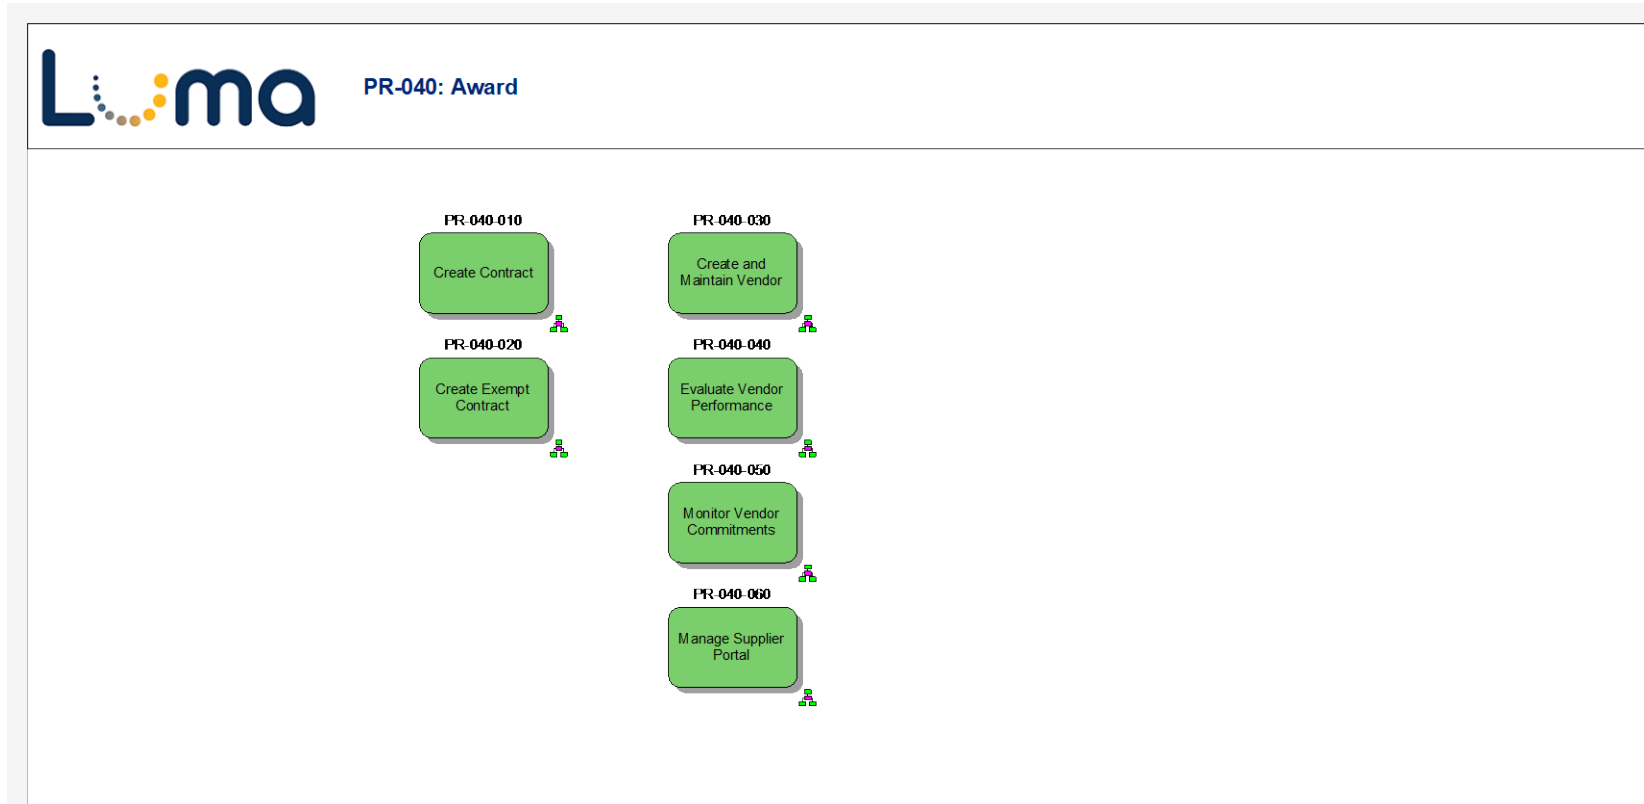 Luma
PR-040: Award
PR-040-010
Create Contract
PR-040-020
Create Exempt
Contract
PR-040-030
Create and
Maintain Vendor
PR-040-040
Evaluate Vendor
Performance
PR-040-050
Monitor Vendor
Commitments
PR-040-060
Manage Supplier
Portal